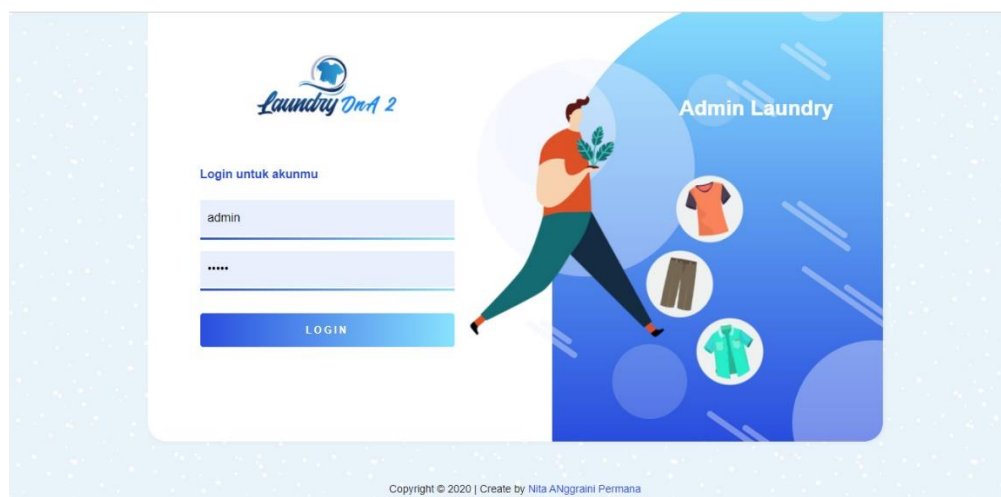 Laundry DnA 2
Admin Laundry
Login untuk akunmu
admin
•••••
LOGIN
Copyright © 2020 | Create by Nita ANggraini Permana